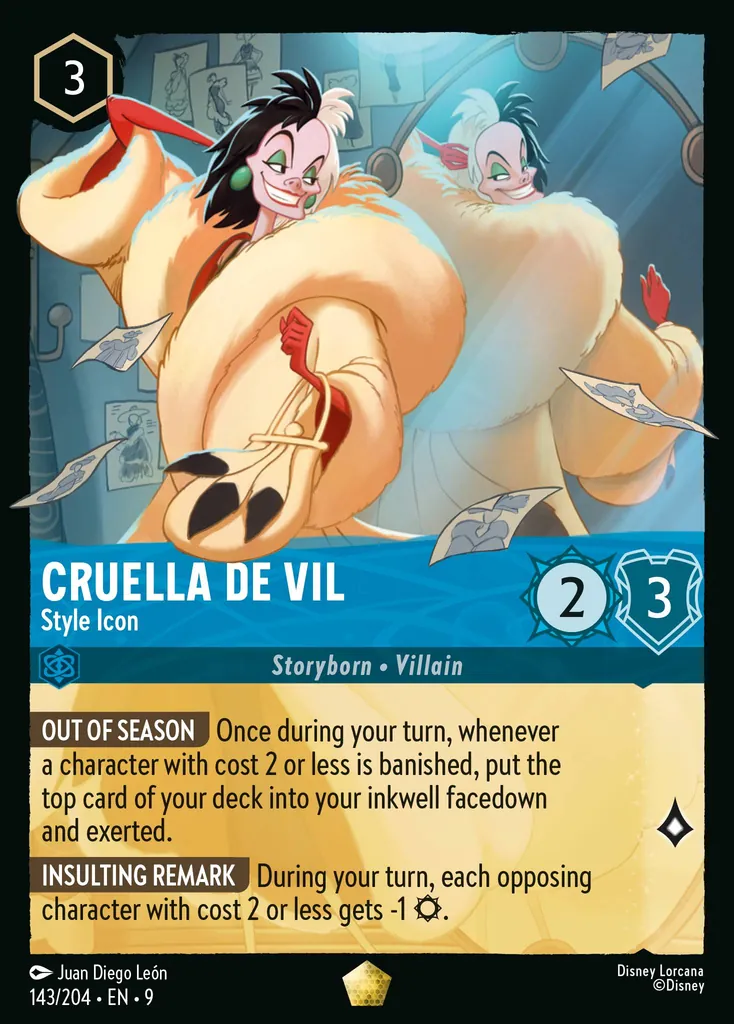 3
CRUELLA DE VIL
Style Icon
2
3
Storyborn • Villain
OUT OF SEASON Once during your turn, whenever
a character with cost 2 or less is banished, put the
top card of your deck into your inkwell facedown
and exerted.
INSULTING REMARK During your turn, each opposing
character with cost 2 or less gets -1 .
Juan Diego León
143/204 • EN • 9
Disney Lorcana
©Disney